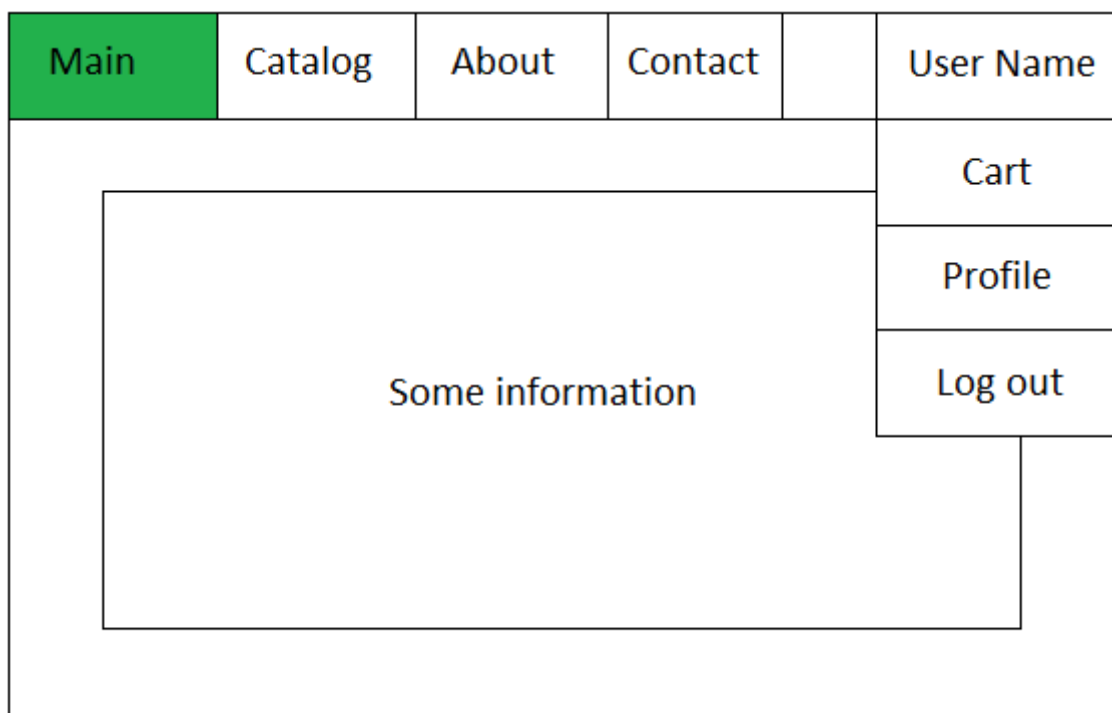 Main
Catalog
About
Contact
User Name
Cart
Profile
Log out
Some information